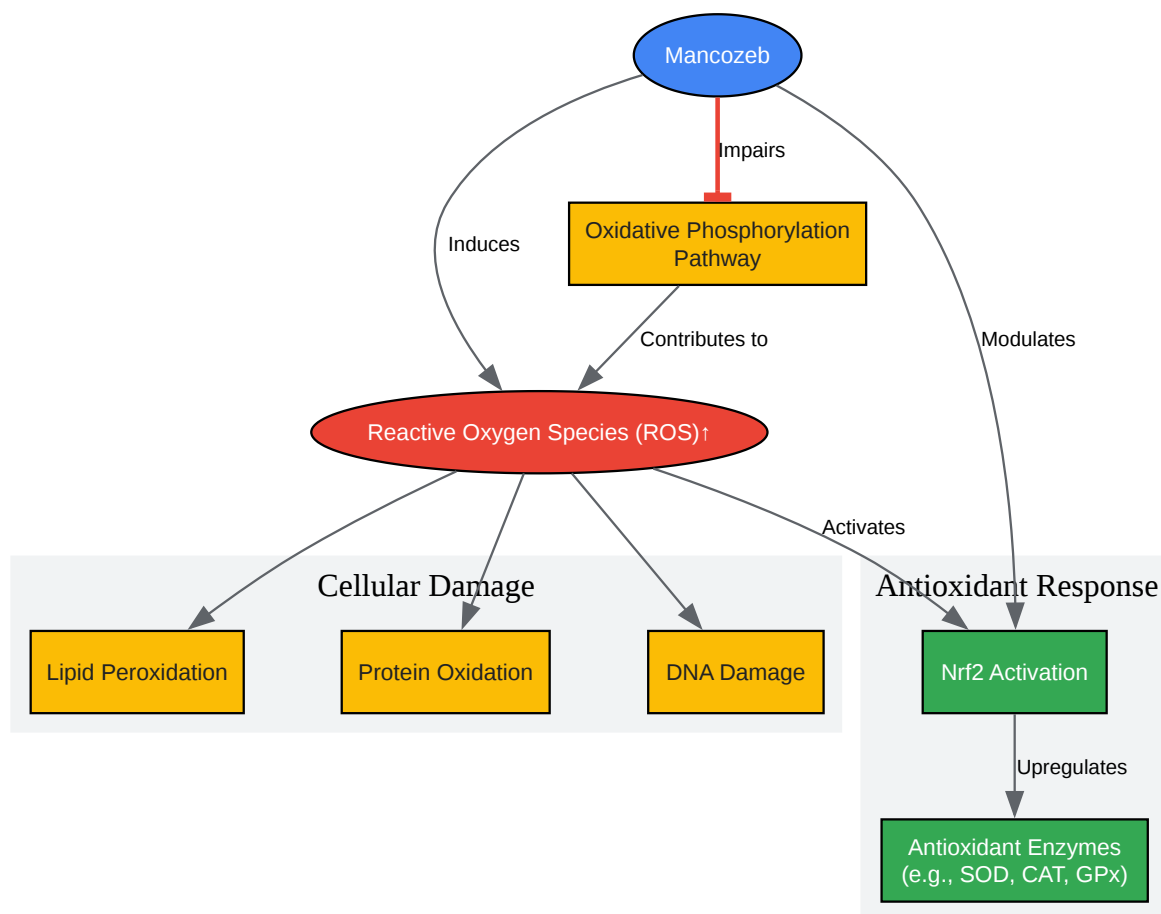 Mancozeb
Impairs
Oxidative Phosphorylation
Pathway
Induces
Contributes to
Modulates
Reactive Oxygen Species (ROS)↑
Activates
Cellular Damage
Antioxidant Response
Lipid Peroxidation
Protein Oxidation
DNA Damage
Nrf2 Activation
Upregulates
Antioxidant Enzymes
(e.g., SOD, CAT, GPx)